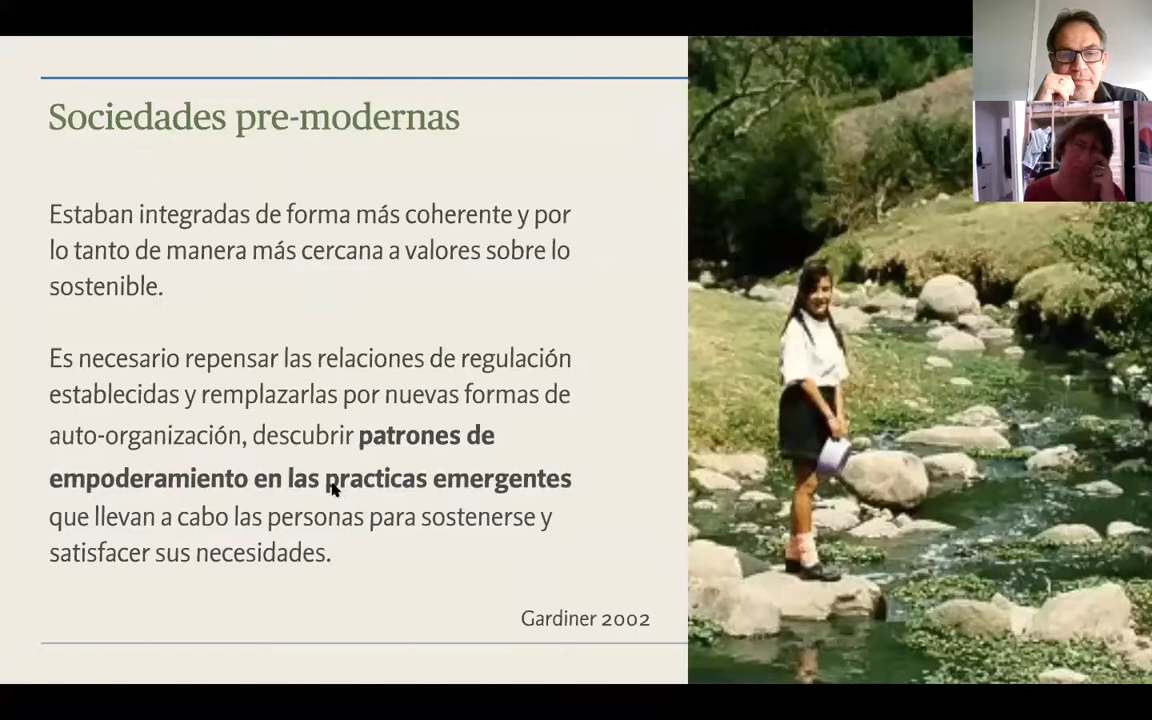 Sociedades pre-modernas
Estaban integradas de forma más coherente y por
lo tanto de manera más cercana a valores sobre lo
sostenible.
Es necesario repensar las relaciones de regulación
establecidas y remplazarlas por nuevas formas de
auto-organización, descubrir patrones de
empoderamiento en las practicas emergentes
que llevan a cabo las personas para sostenerse y
satisfacer sus necesidades.
Gardiner 2002